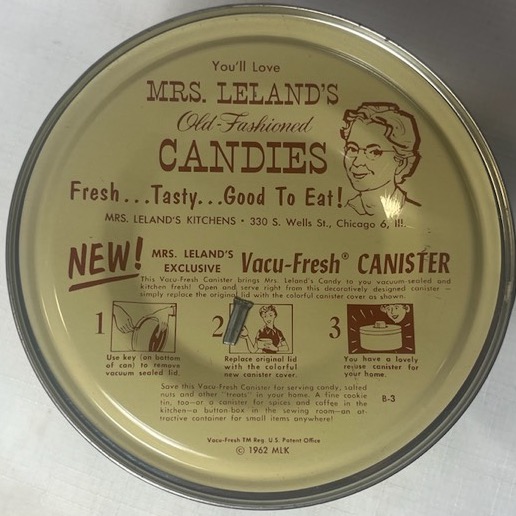 You'll Love
MRS. LELAND'S
Old-Fashioned
CANDIES
Fresh...Tasty...Good To Eat!
MRS. LELAND'S KITCHENS • 330 S. Wells St., Chicago 6, Ill.
NEW! MRS. LELAND'S EXCLUSIVE Vacu-Fresh® CANISTER
This Vacu-Fresh Canister brings Mrs. Leland's Candy to you vacuum-sealed and
kitchen fresh! Open and serve right from this decoratively designed canister —
simply replace the original lid with the colorful canister cover as shown.
1
Use key (on bottom
of can) to remove
vacuum sealed lid.
2
Replace original lid
with the colorful
new canister cover.
3
You have a lovely
re-use canister for
your home.
Save this Vacu-Fresh Canister for serving candy, salted
nuts and other "treats" in your home. A fine cookie
tin, too—or a canister for spices and coffee in the
kitchen—a button box in the sewing room—an at-
tractive container for small items anywhere!
B-3
Vacu-Fresh TM Reg. U.S. Patent Office
© 1962 MLK